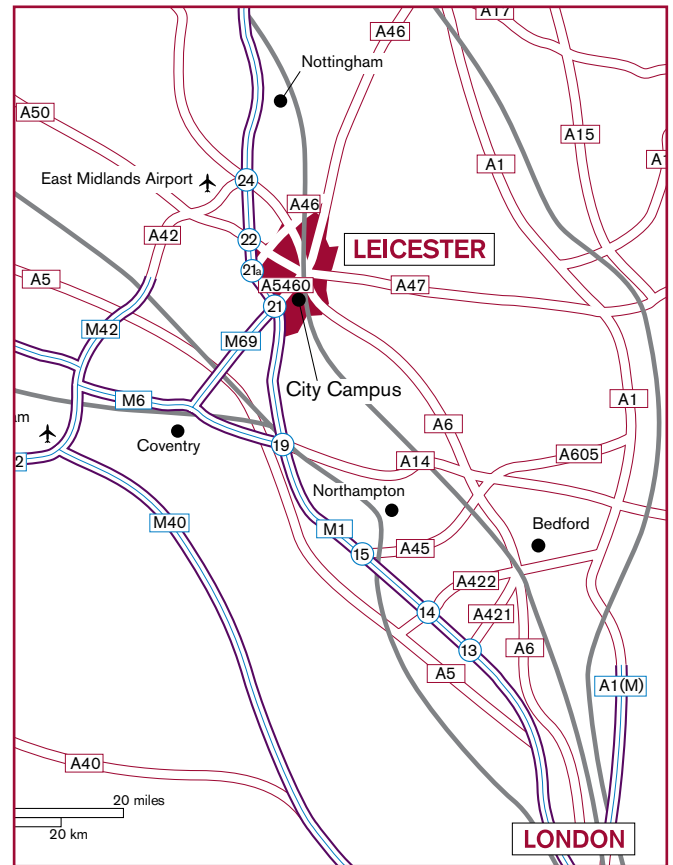 A17
A46
Nottingham
A50
A15
A1
A1
East Midlands Airport
24
A46
A42
22
LEICESTER
21a
A5
A5460
A47
21
M42
M69
City Campus
M6
A1
am
A6
Coventry
19
A605
A14
2
Northampton
M40
M1
Bedford
15
A45
A422
14
A421
13
A6
A5
A1(M)
A40
20 miles
20 km
LONDON